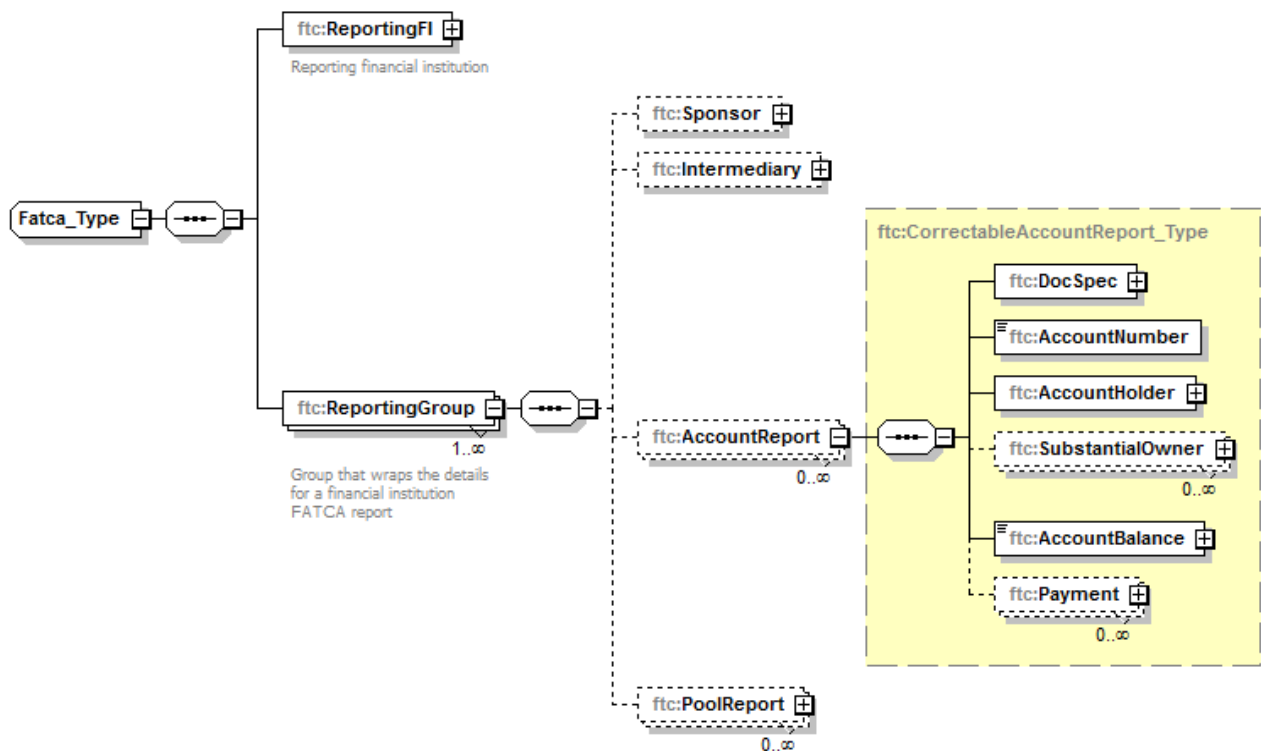 ftc:ReportingFI
Reporting financial institution
ftc:Sponsor
ftc:Intermediary
Fatca_Type
ftc:CorrectableAccountReport_Type
ftc:DocSpec
ftc:AccountNumber
ftc:ReportingGroup
1..∞
Group that wraps the details
for a financial institution
FATCA report
ftc:AccountReport
0..∞
ftc:AccountHolder
ftc:SubstantialOwner
0..∞
ftc:AccountBalance
ftc:Payment
0..∞
ftc:PoolReport
0..∞